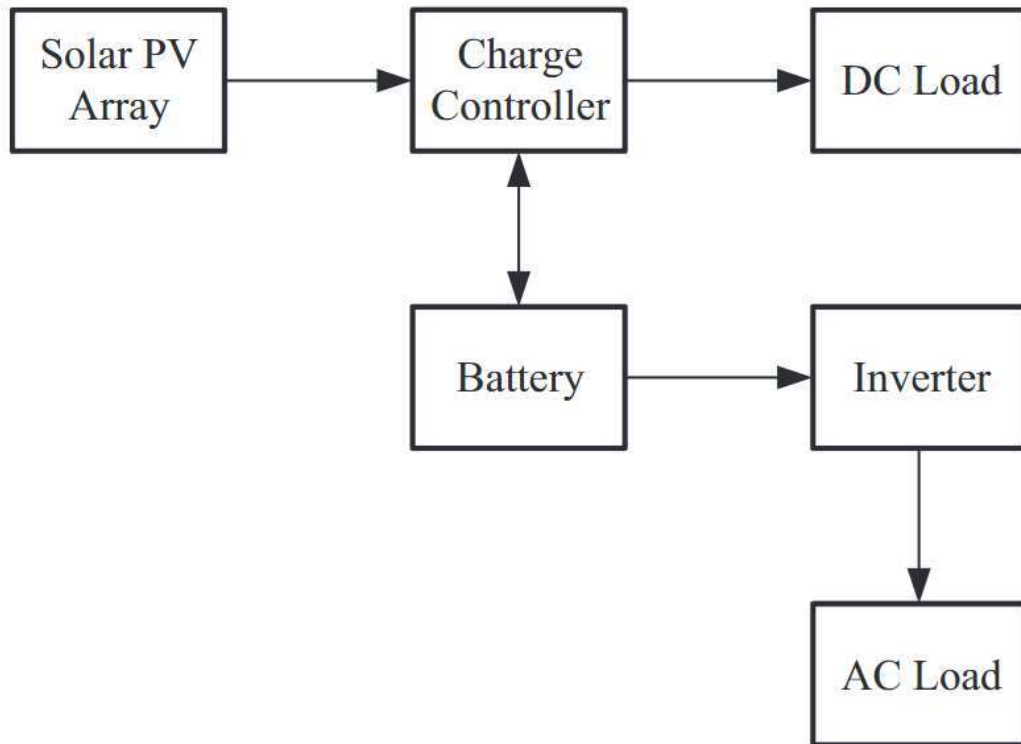 Solar PV
Array
Charge
Controller
DC Load
Battery
Inverter
AC Load